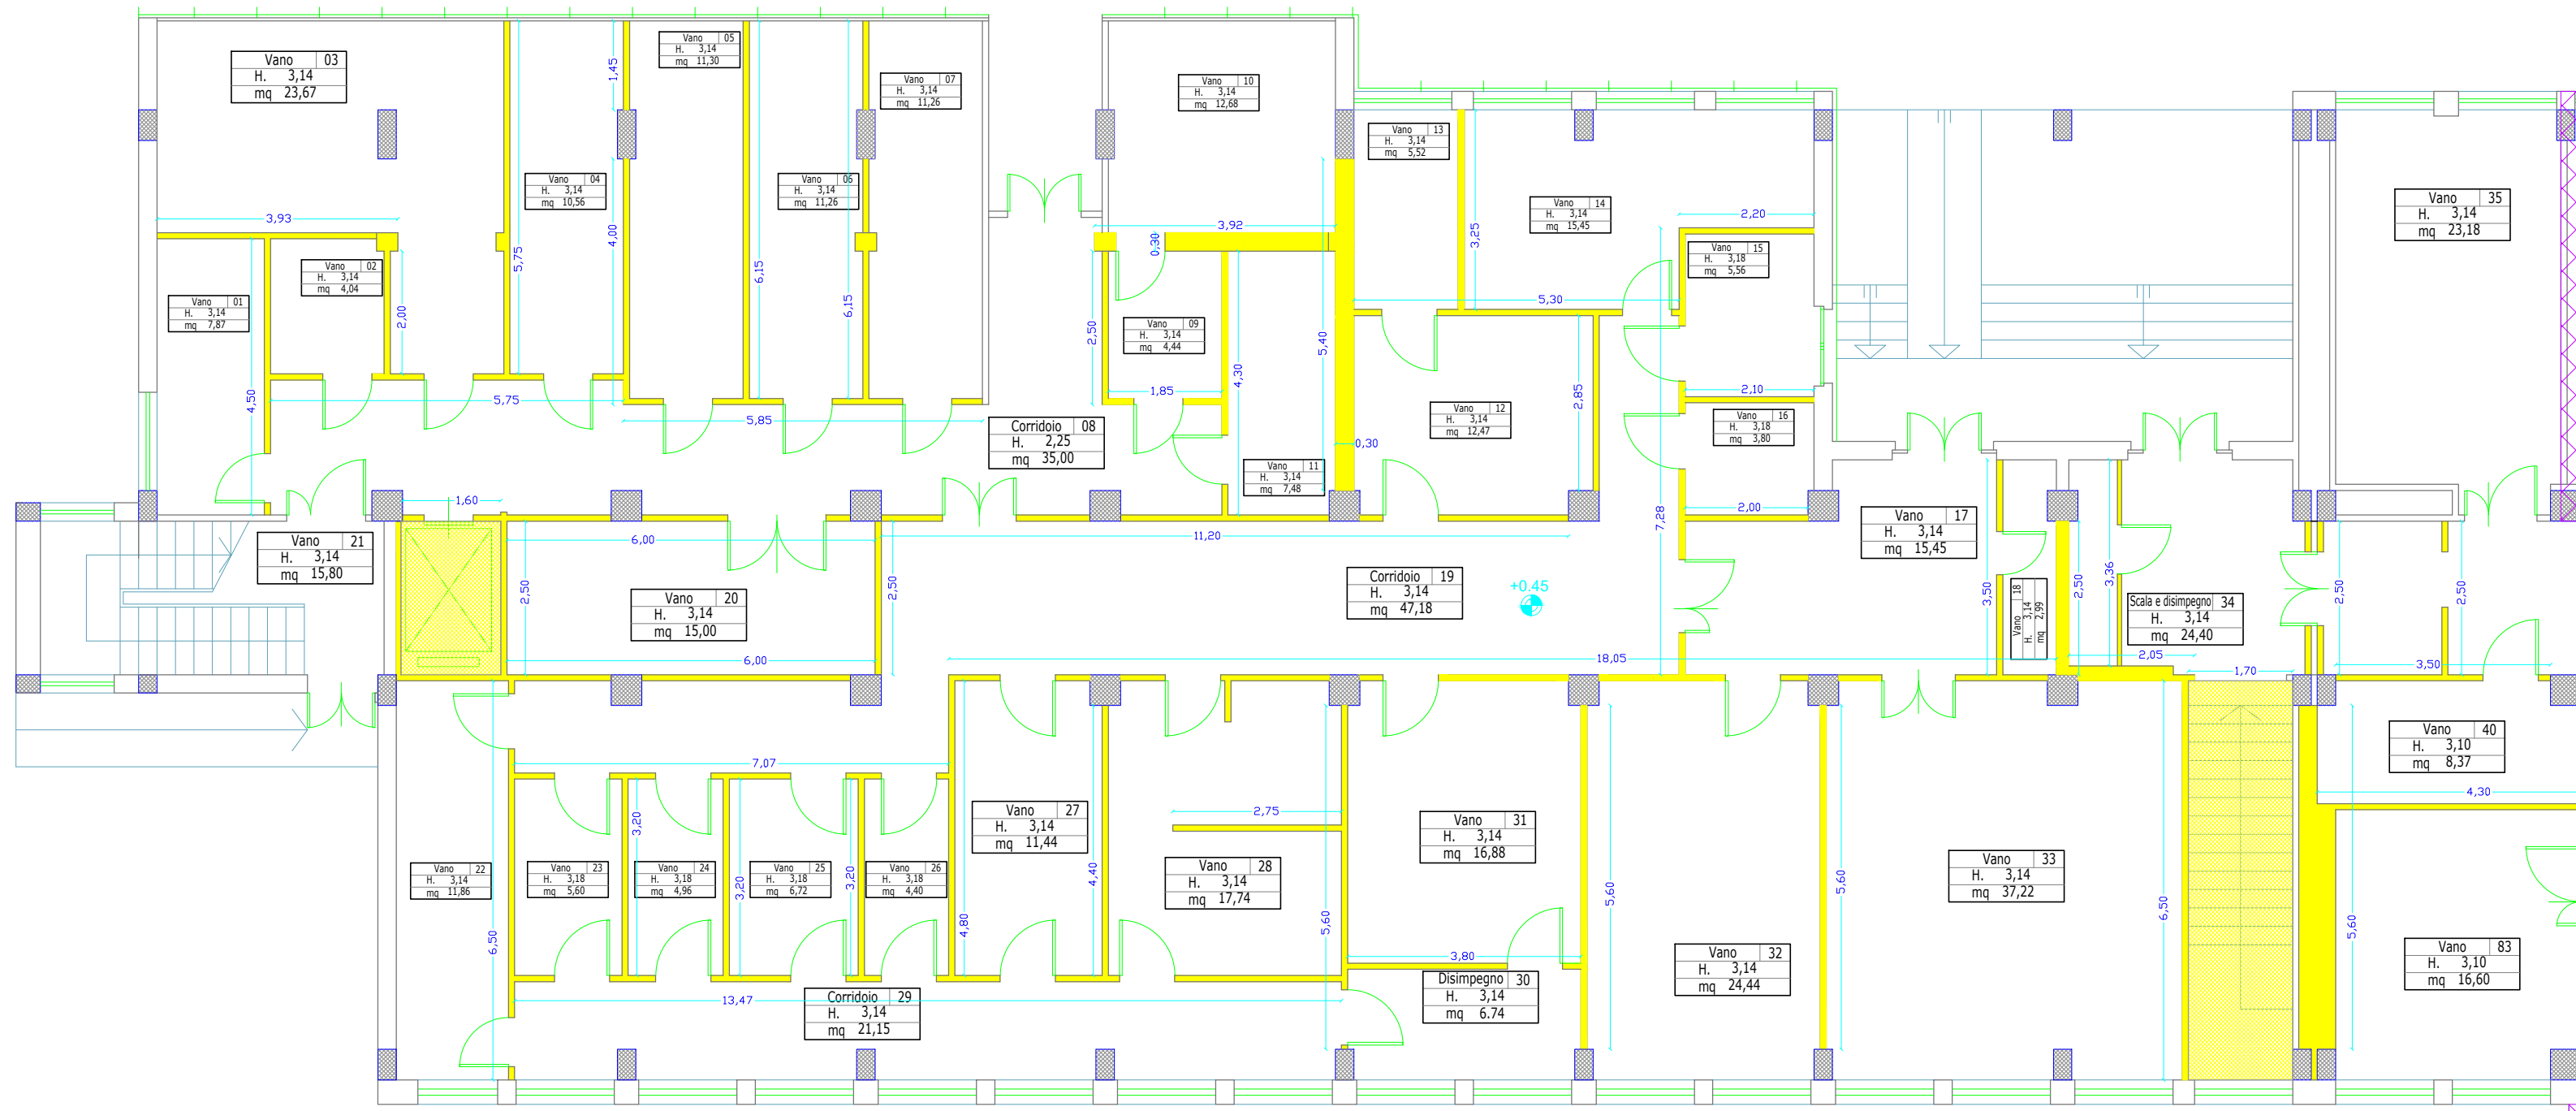 Vano 03
H. 3,14
mq 23,67
Vano 05
H. 3,14
mq 11,30
Vano 07
H. 3,14
mq 11,26
Vano 10
H. 3,14
mq 12,68
Vano 04
H. 3,14
mq 10,56
Vano 06
H. 3,14
mq 11,26
Vano 13
H. 3,14
mq 5,52
Vano 14
H. 3,14
mq 15,45
Vano 35
H. 3,14
mq 23,18
1,45
3,93
4,00
5,75
6,15
6,15
3,92
0,30
3,25
2,20
Vano 02
H. 3,14
mq 4,04
Vano 01
H. 3,14
mq 7,87
2,00
4,50
5,75
5,85
Vano 15
H. 3,18
mq 5,56
5,30
Vano 09
H. 3,14
mq 4,44
2,50
1,85
4,30
5,40
2,85
2,10
Corridoio 08
H. 2,25
mq 35,00
Vano 12
H. 3,14
mq 12,47
Vano 16
H. 3,18
mq 3,80
0,30
Vano 11
H. 3,14
mq 7,48
1,60
2,00
7,28
Vano 21
H. 3,14
mq 15,80
6,00
11,20
Vano 17
H. 3,14
mq 15,45
2,50
Vano 20
H. 3,14
mq 15,00
2,50
Corridoio 19
H. 3,14
mq 47,18
+0.45
3,50
Vano 18
H. 3,14
mq 2,99
2,50
3,36
Scala e disimpegno 34
H. 3,14
mq 24,40
2,50
2,50
6,00
18,05
2,05
1,70
3,50
7,07
Vano 40
H. 3,10
mq 8,37
4,30
Vano 27
H. 3,14
mq 11,44
2,75
Vano 31
H. 3,14
mq 16,88
3,20
3,20
3,20
Vano 22
H. 3,14
mq 11,86
Vano 23
H. 3,18
mq 5,60
Vano 24
H. 3,18
mq 4,96
Vano 25
H. 3,18
mq 6,72
Vano 26
H. 3,18
mq 4,40
4,40
Vano 28
H. 3,14
mq 17,74
5,60
5,60
Vano 33
H. 3,14
mq 37,22
6,50
4,80
5,60
6,50
5,60
3,80
Vano 32
H. 3,14
mq 24,44
Vano 83
H. 3,10
mq 16,60
13,47
Corridoio 29
H. 3,14
mq 21,15
Disimpegno 30
H. 3,14
mq 6.74